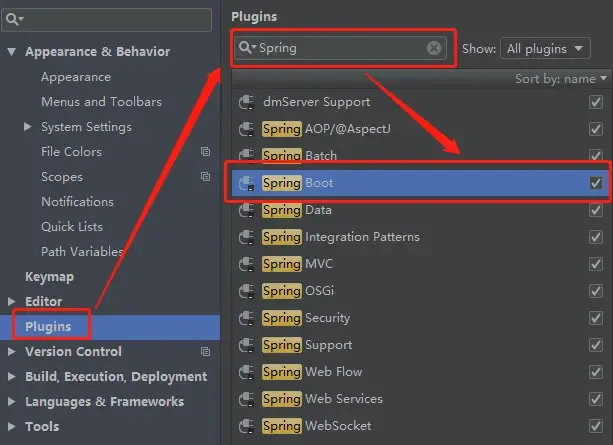 Appearance & Behavior
Appearance
Menus and Toolbars
System Settings
File Colors
Scopes
Notifications
Quick Lists
Path Variables
Keymap
Editor
Plugins
Version Control
Build, Execution, Deployment
Languages & Frameworks
Tools
Plugins
Spring
Show: All plugins
Sort by: name
dmServer Support
Spring AOP/@AspectJ
Spring Batch
Spring Boot
Spring Data
Spring Integration Patterns
Spring MVC
Spring OSGi
Spring Security
Spring Support
Spring Web Flow
Spring Web Services
Spring WebSocket